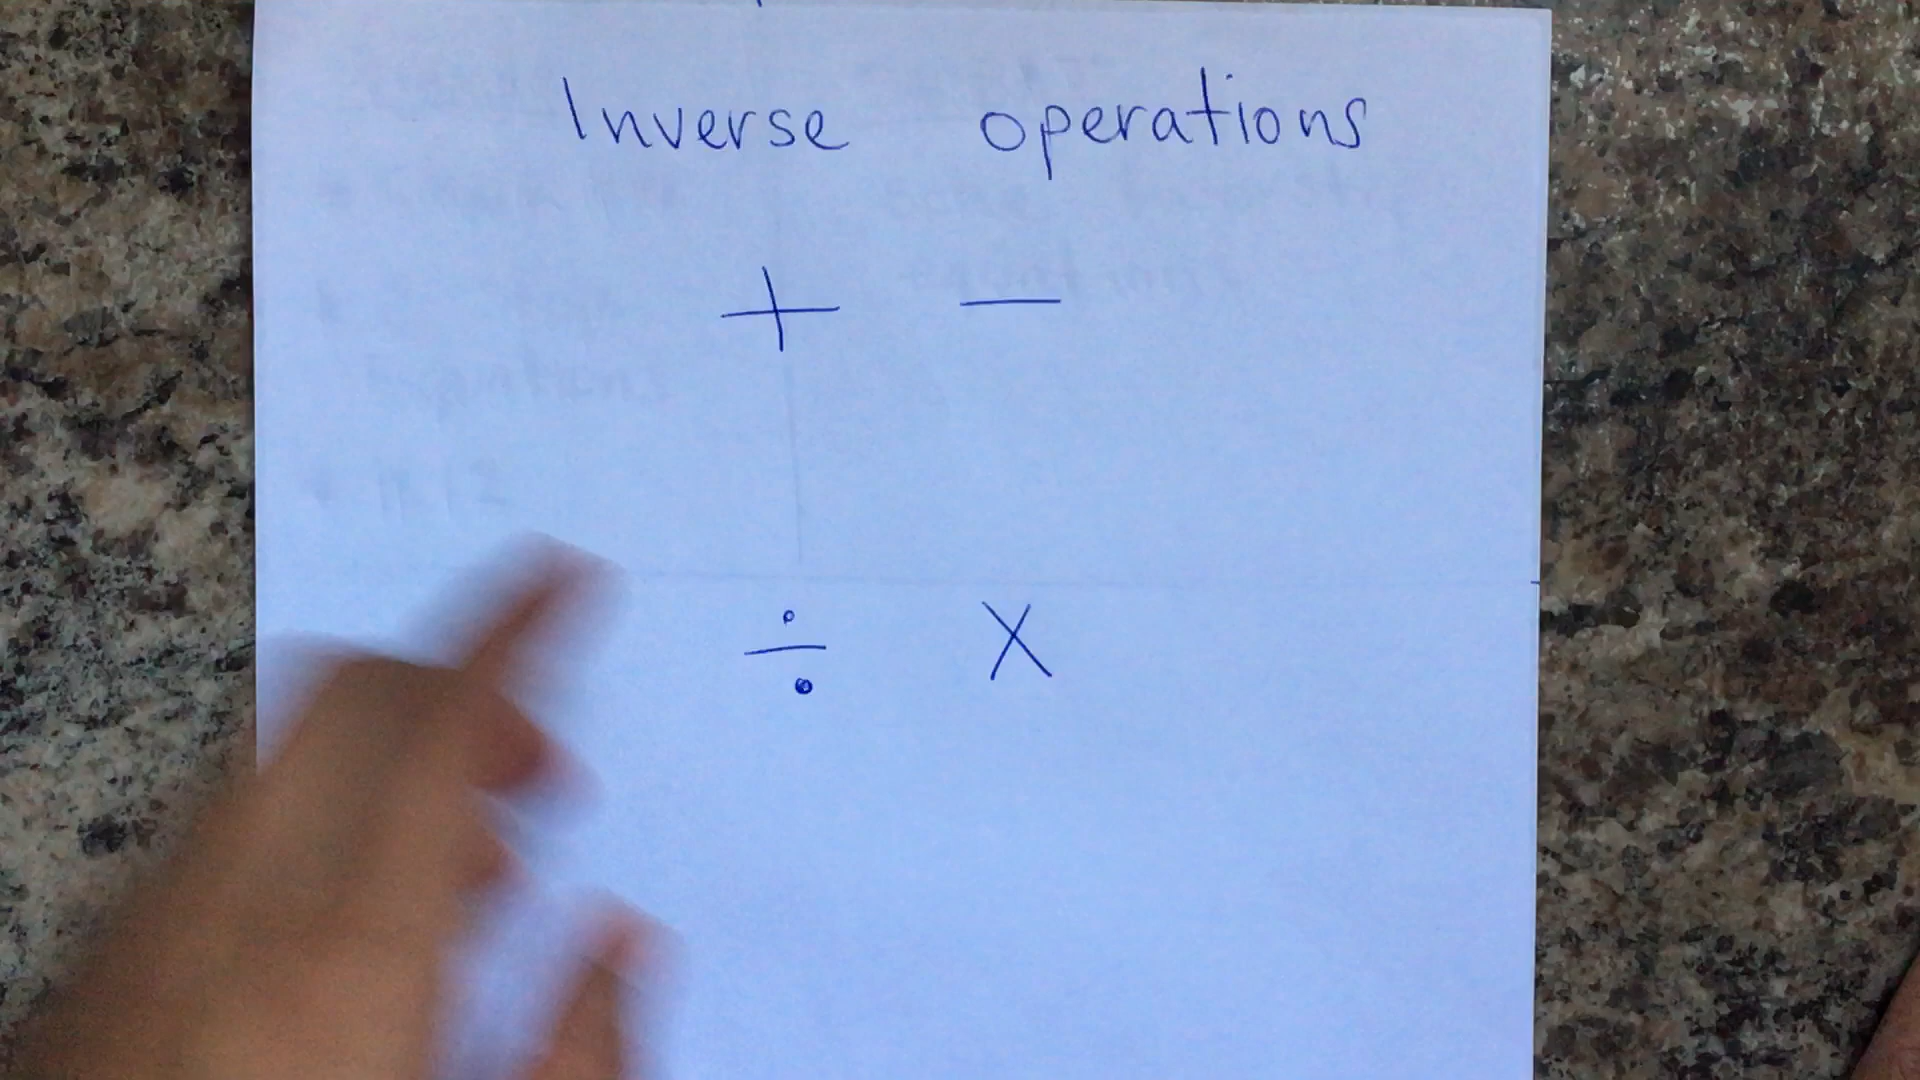 Inverse operations
+ −
÷ X